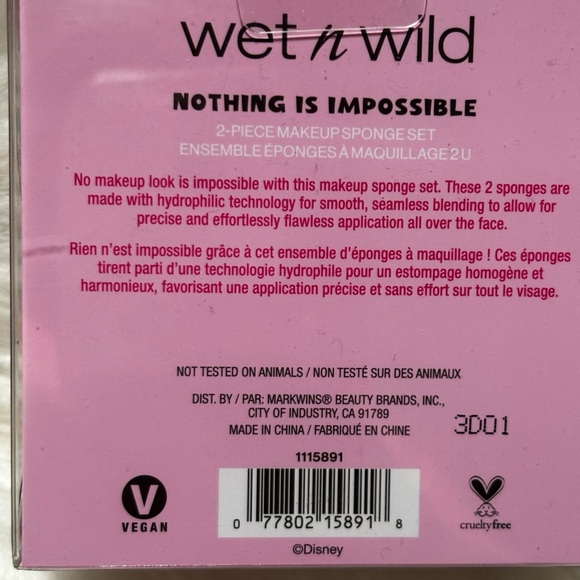 wet n wild
NOTHING IS IMPOSSIBLE
2-PIECE MAKEUP SPONGE SET
ENSEMBLE ÉPONGES À MAQUILLAGE 2 U
No makeup look is impossible with this makeup sponge set. These 2 sponges are
made with hydrophilic technology for smooth, seamless blending to allow for
precise and effortlessly flawless application all over the face.
Rien n'est impossible grâce à cet ensemble d'éponges à maquillage ! Ces éponges
tirent parti d'une technologie hydrophile pour un estompage homogène et
harmonieux, favorisant une application précise et sans effort sur tout le visage.
NOT TESTED ON ANIMALS / NON TESTÉ SUR DES ANIMAUX
DIST. BY / PAR: MARKWINS® BEAUTY BRANDS, INC.,
CITY OF INDUSTRY, CA 91789
MADE IN CHINA / FABRIQUÉ EN CHINE
3D01
1115891
V
VEGAN
0 77802 15891 8
crueltyfree
©Disney